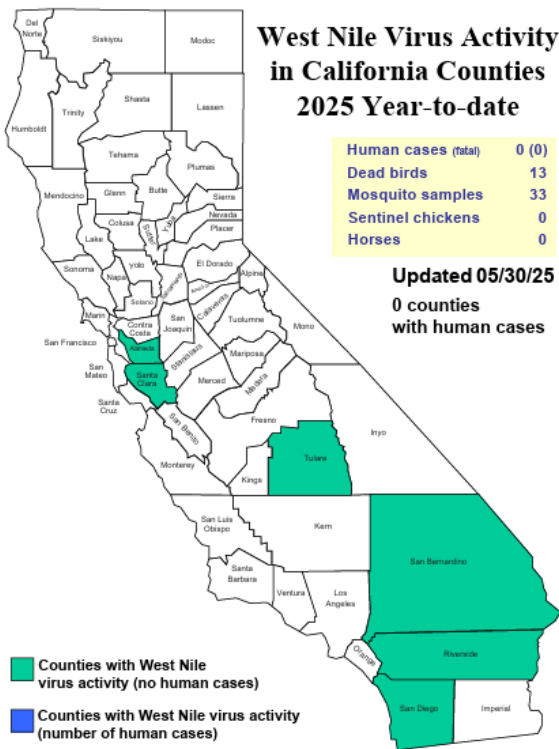 West Nile Virus Activity
in California Counties
2025 Year-to-date
Human cases (fatal) 0 (0)
Dead birds 13
Mosquito samples 33
Sentinel chickens 0
Horses 0
Updated 05/30/25
0 counties
with human cases
Del
Norte
Siskiyou
Modoc
Humboldt
Trinity
Shasta
Lassen
Tehama
Plumas
Mendocino
Glenn
Butte
Sierra
Nevada
Placer
Lake
Colusa
Sutter
Yuba
El Dorado
Alpine
Sonoma
Napa
Yolo
Sacramento
Solano
Calaveras
Marin
Contra
Costa
San
Joaquin
Tuolumne
Mono
San Francisco
Alameda
Stanislaus
Mariposa
San
Mateo
Santa
Clara
Merced
Madera
Santa
Cruz
San Benito
Fresno
Inyo
Monterey
Kings
Tulare
San Luis
Obispo
Kern
San Bernardino
Santa
Barbara
Ventura
Los
Angeles
Orange
Riverside
San Diego
Imperial
Counties with West Nile
virus activity (no human cases)
Counties with West Nile virus activity
(number of human cases)